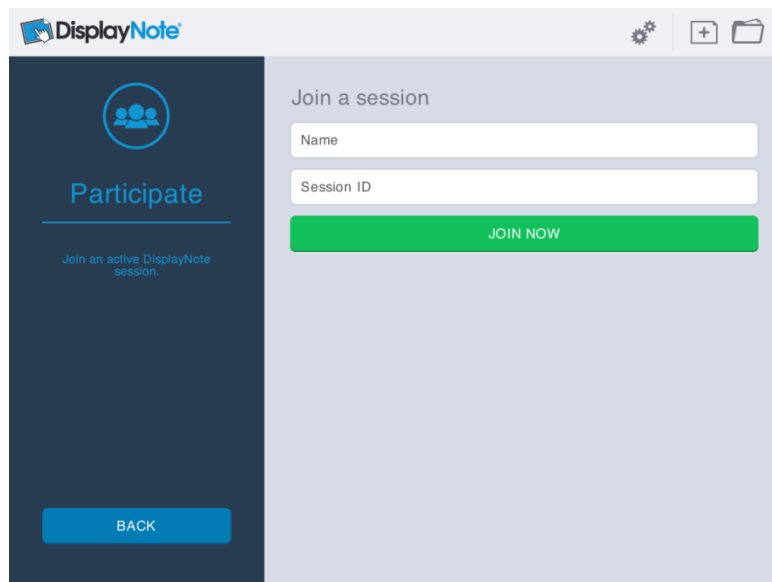 DisplayNote®
Participate
Join an active DisplayNote
session.
BACK
Join a session
Name
Session ID
JOIN NOW